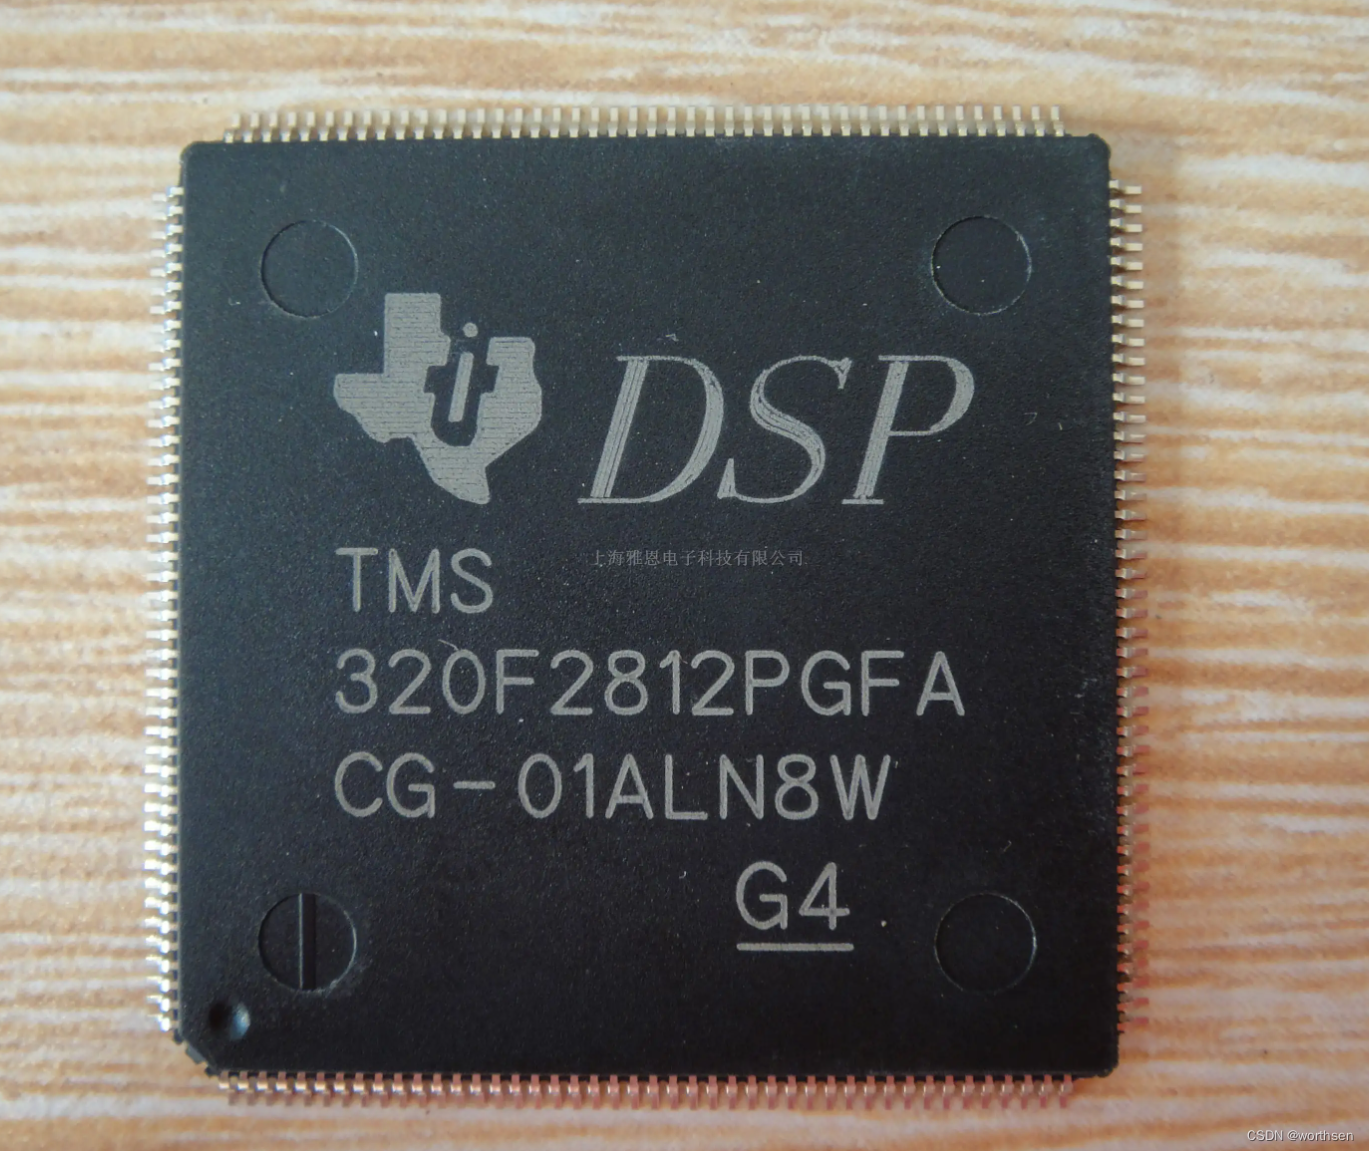 ti DSP
TMS
上海雅恩电子科技有限公司
320F2812PGFA
CG-01ALN8W
G4
CSDN @worthsen